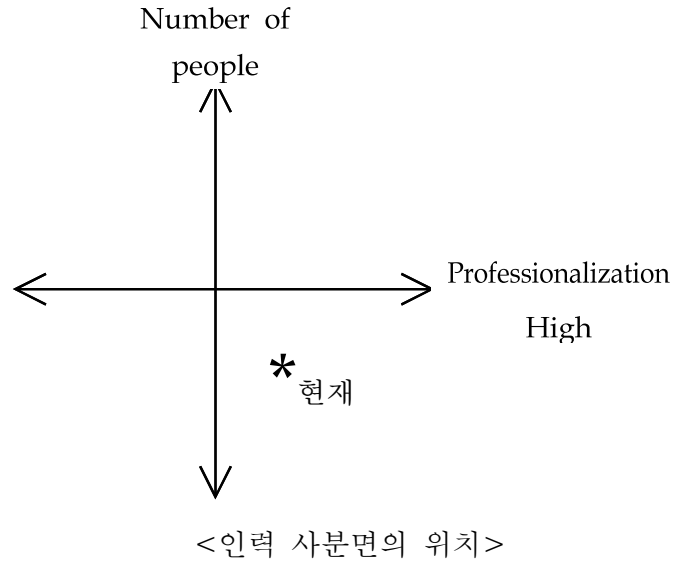 Number of
people
Professionalization
High
*현재
<인력 사분면의 위치>